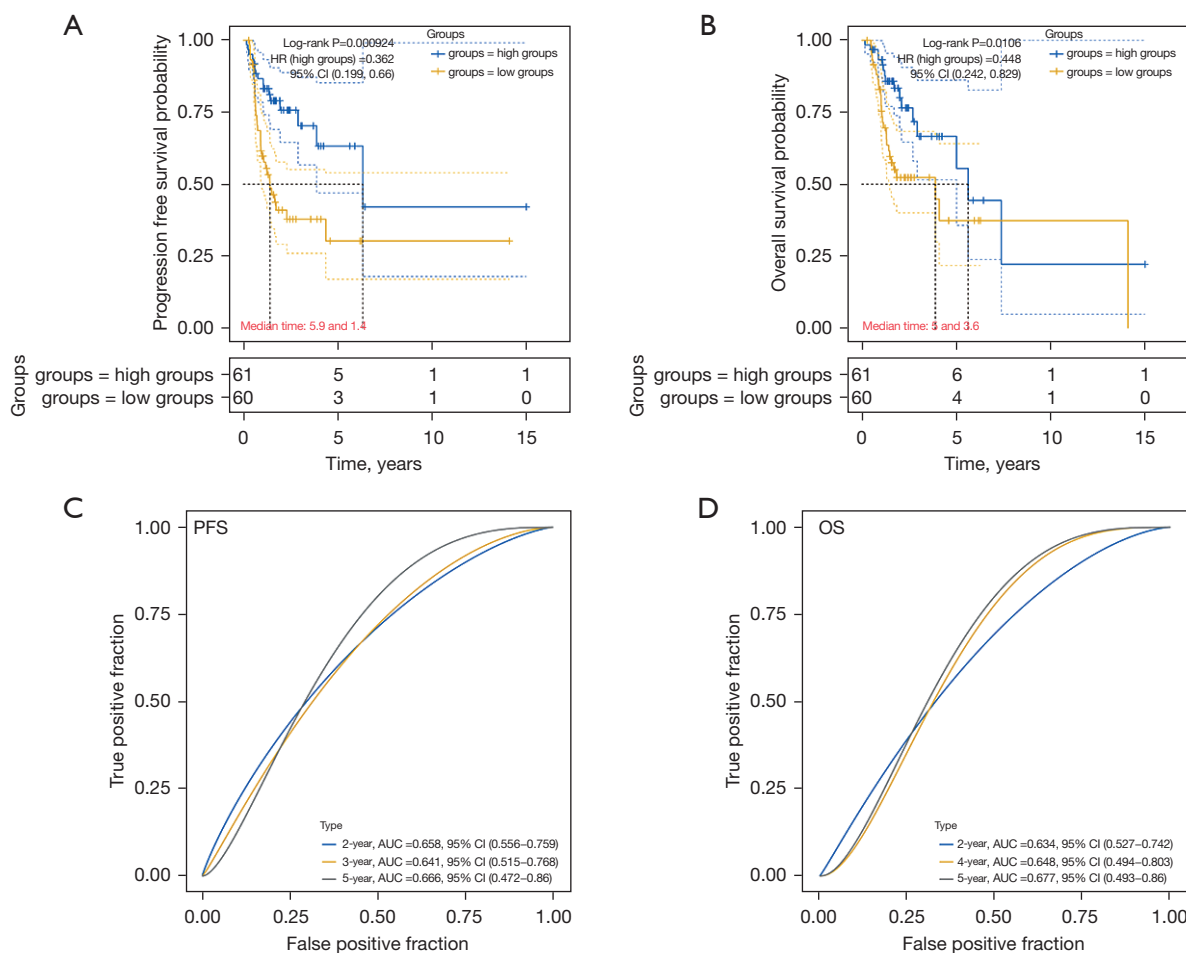 A
Progression free survival probability
1.00
0.75
0.50
0.25
0.00
Log-rank P=0.000924
HR (high groups) =0.362
95% CI (0.199, 0.66)
Groups
groups = high groups
groups = low groups
Median time: 5.9 and 1.4
Groups
groups = high groups 61 5 1 1
groups = low groups 60 3 1 0
0 5 10 15
Time, years
B
Overall survival probability
1.00
0.75
0.50
0.25
0.00
Log-rank P=0.0106
HR (high groups) =0.448
95% CI (0.242, 0.829)
Groups
groups = high groups
groups = low groups
Median time: 5 and 3.6
Groups
groups = high groups 61 6 1 1
groups = low groups 60 4 1 0
0 5 10 15
Time, years
C
PFS
True positive fraction
1.00
0.75
0.50
0.25
0.00
Type
2-year, AUC =0.658, 95% CI (0.556–0.759)
3-year, AUC =0.641, 95% CI (0.515–0.768)
5-year, AUC =0.666, 95% CI (0.472–0.86)
0.00 0.25 0.50 0.75 1.00
False positive fraction
D
OS
True positive fraction
1.00
0.75
0.50
0.25
0.00
Type
2-year, AUC =0.634, 95% CI (0.527–0.742)
4-year, AUC =0.648, 95% CI (0.494–0.803)
5-year, AUC =0.677, 95% CI (0.493–0.86)
0.00 0.25 0.50 0.75 1.00
False positive fraction